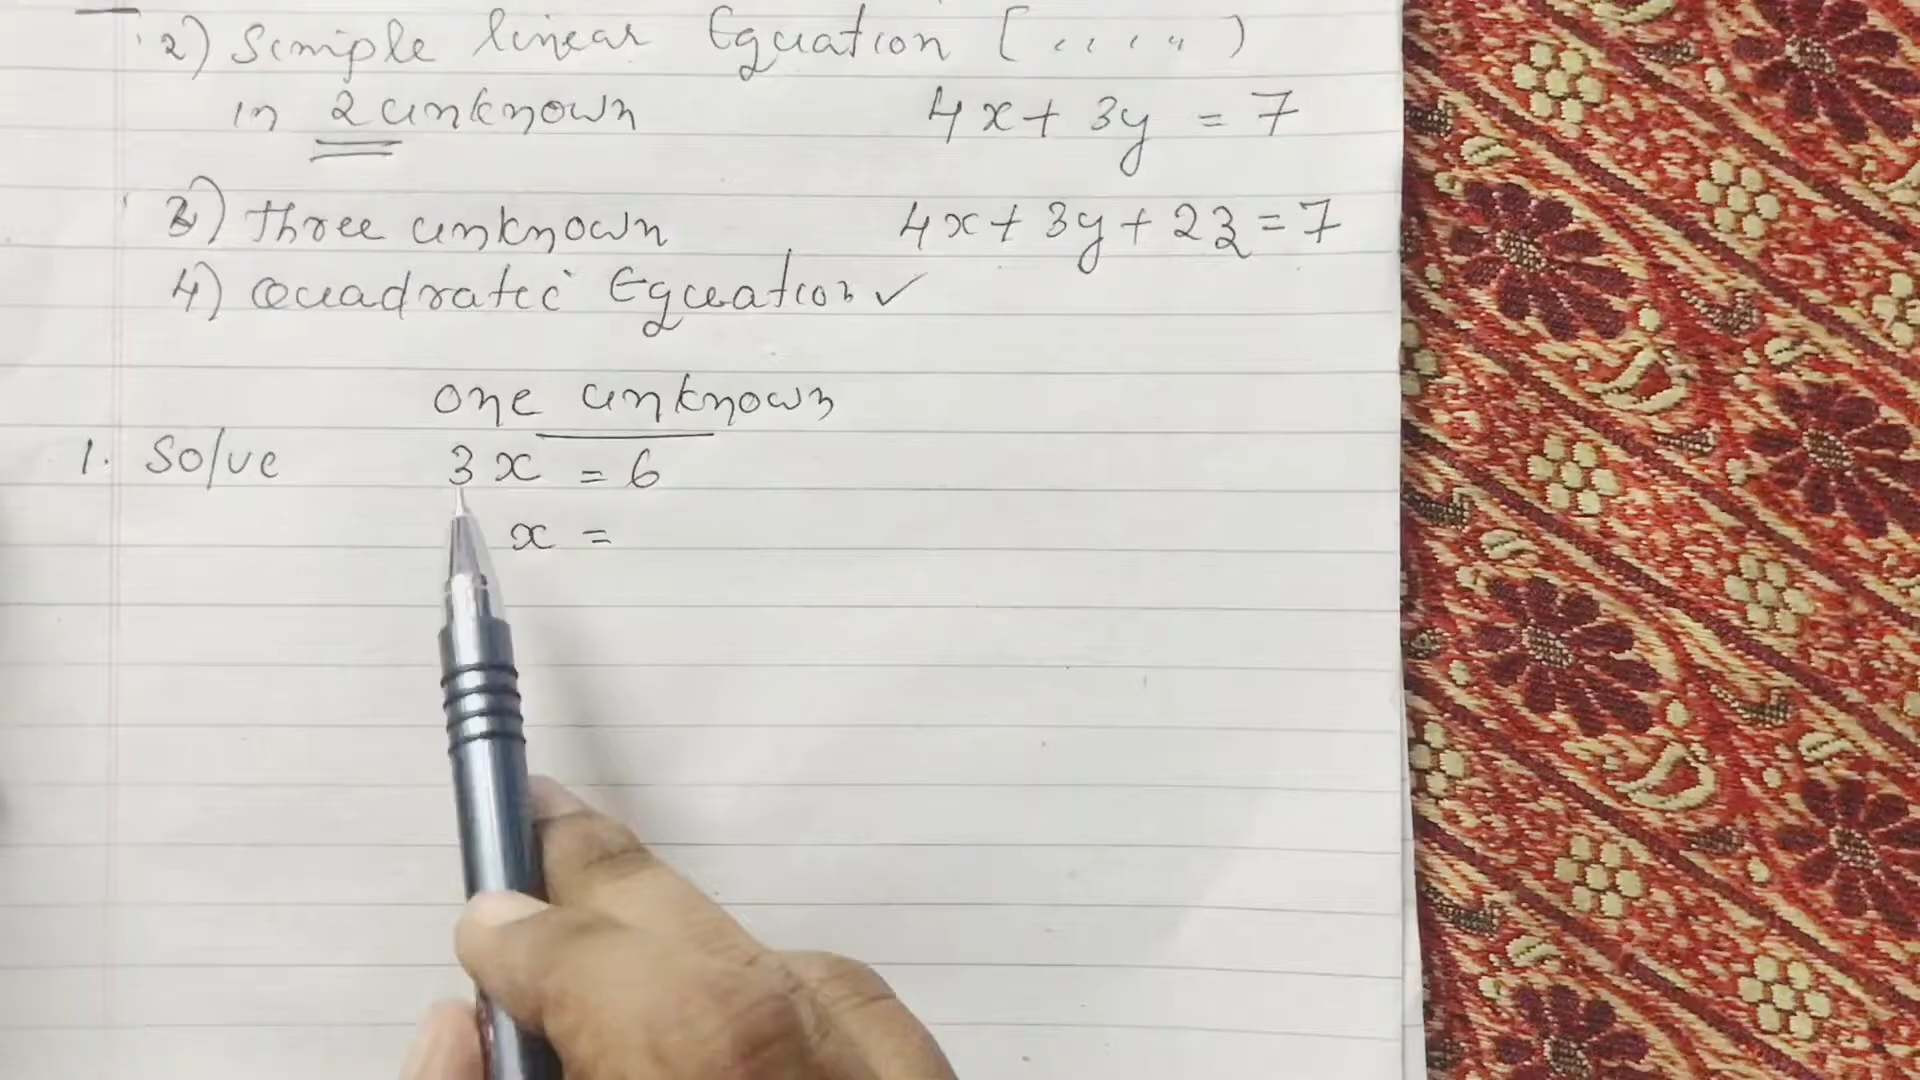 2) Simple linear Equation [ , , , ,, )
in 2 unknown 4x + 3y = 7
3) three unknown 4x + 3y + 2z = 7
4) Quadratic Equation ✓
one unknown
1. Solve 3x = 6
x =